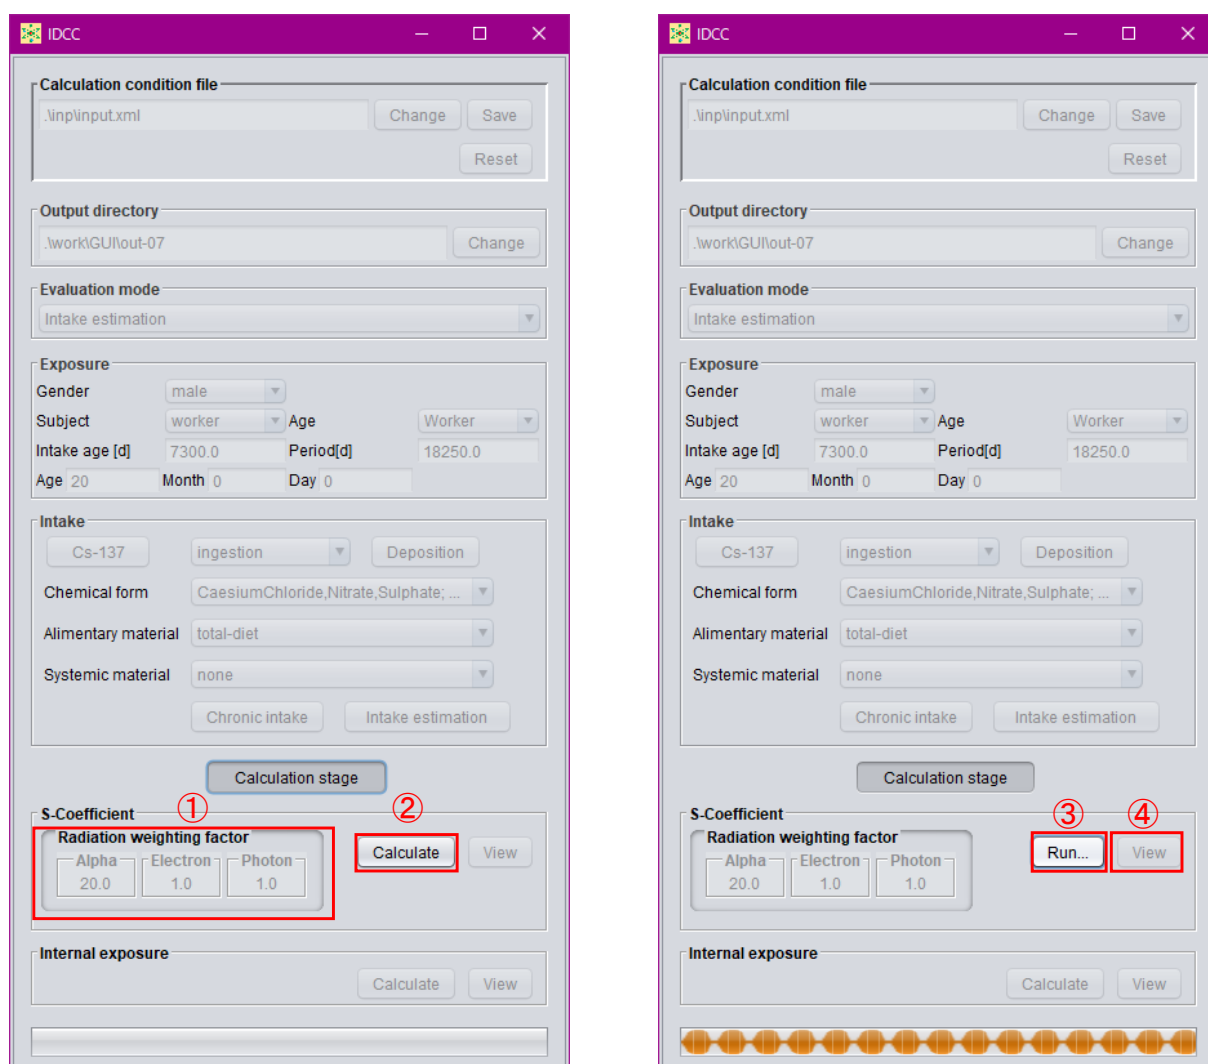 IDCC
Calculation condition file
.\inp\input.xml Change Save
Reset
Output directory
.\work\GUI\out-07 Change
Evaluation mode
Intake estimation
Exposure
Gender male
Subject worker Age Worker
Intake age [d] 7300.0 Period[d] 18250.0
Age 20 Month 0 Day 0
Intake
Cs-137 ingestion Deposition
Chemical form CaesiumChloride,Nitrate,Sulphate; ...
Alimentary material total-diet
Systemic material none
Chronic intake Intake estimation
Calculation stage
① ②
S-Coefficient
Radiation weighting factor
Alpha Electron Photon
Calculate View
20.0 1.0 1.0
Internal exposure
Calculate View
IDCC
Calculation condition file
.\inp\input.xml Change Save
Reset
Output directory
.\work\GUI\out-07 Change
Evaluation mode
Intake estimation
Exposure
Gender male
Subject worker Age Worker
Intake age [d] 7300.0 Period[d] 18250.0
Age 20 Month 0 Day 0
Intake
Cs-137 ingestion Deposition
Chemical form CaesiumChloride,Nitrate,Sulphate; ...
Alimentary material total-diet
Systemic material none
Chronic intake Intake estimation
Calculation stage
③ ④
S-Coefficient
Radiation weighting factor
Alpha Electron Photon
Run... View
20.0 1.0 1.0
Internal exposure
Calculate View